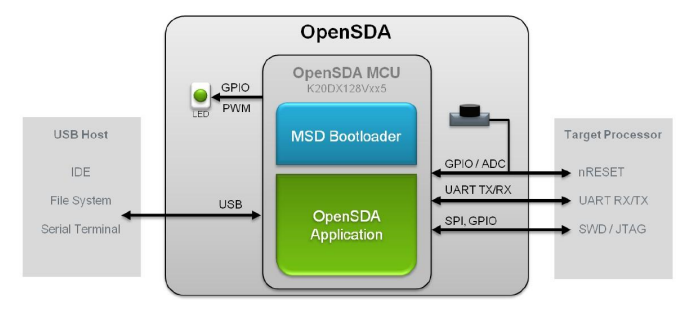 OpenSDA
OpenSDA MCU
K20DX128Vxx5
GPIO
PWM
LED
MSD Bootloader
USB Host
IDE
File System
Serial Terminal
USB
OpenSDA
Application
GPIO / ADC
UART TX/RX
SPI, GPIO
Target Processor
nRESET
UART RX/TX
SWD / JTAG